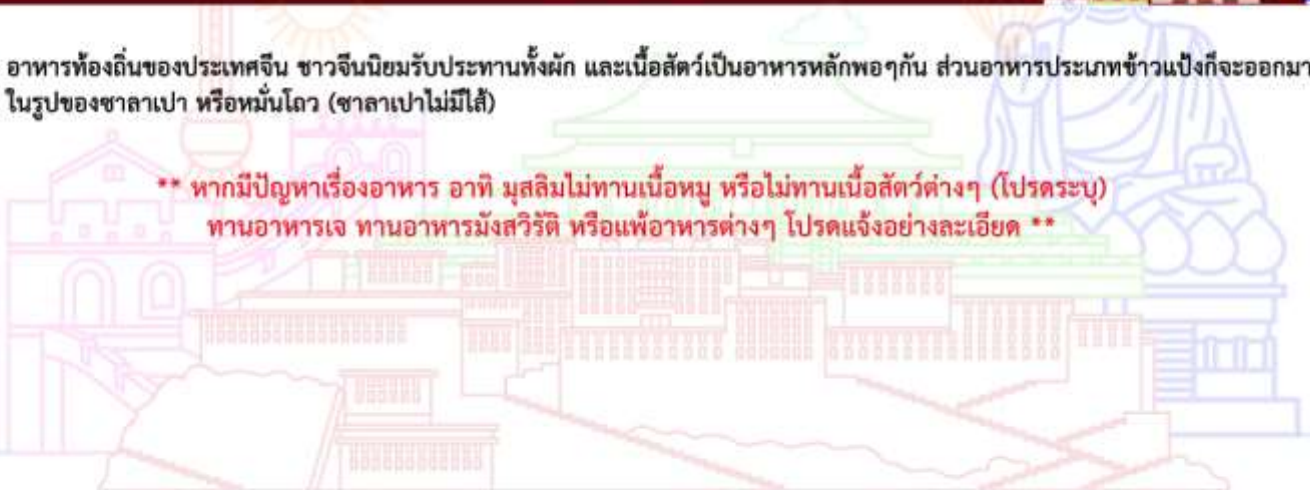 อาหารท้องถิ่นของประเทศจีน ชาวจีนนิยมรับประทานทั้งผัก และเนื้อสัตว์เป็นอาหารหลักพอๆกัน ส่วนอาหารประเภทข้าวแป้งก็จะออกมา
ในรูปของซาลาเปา หรือหมั่นโถว (ซาลาเปาไม่มีไส้)
** หากมีปัญหาเรื่องอาหาร อาทิ มุสลิมไม่ทานเนื้อหมู หรือไม่ทานเนื้อสัตว์ต่างๆ (โปรดระบุ)
ทานอาหารเจ ทานอาหารมังสวิรัติ หรือแพ้อาหารต่างๆ โปรดแจ้งอย่างละเอียด **